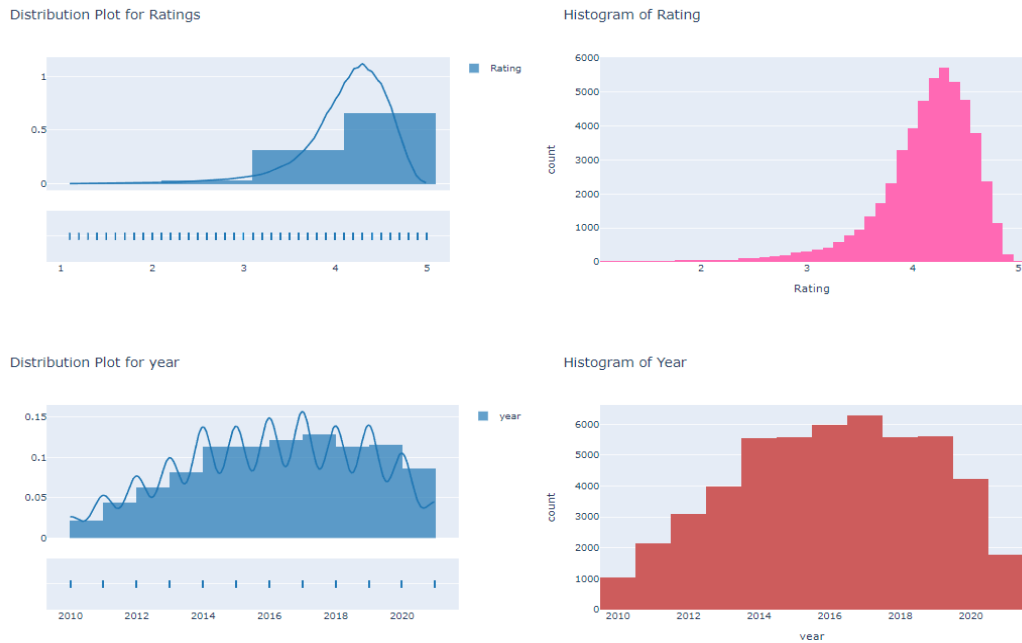 Distribution Plot for Ratings
Rating
1
0.5
0
1 2 3 4 5
Histogram of Rating
6000
5000
4000
3000
2000
1000
0
count
2 3 4 5
Rating
Distribution Plot for year
year
0.15
0.1
0.05
0
2010 2012 2014 2016 2018 2020
Histogram of Year
6000
5000
4000
3000
2000
1000
0
count
2010 2012 2014 2016 2018 2020
year